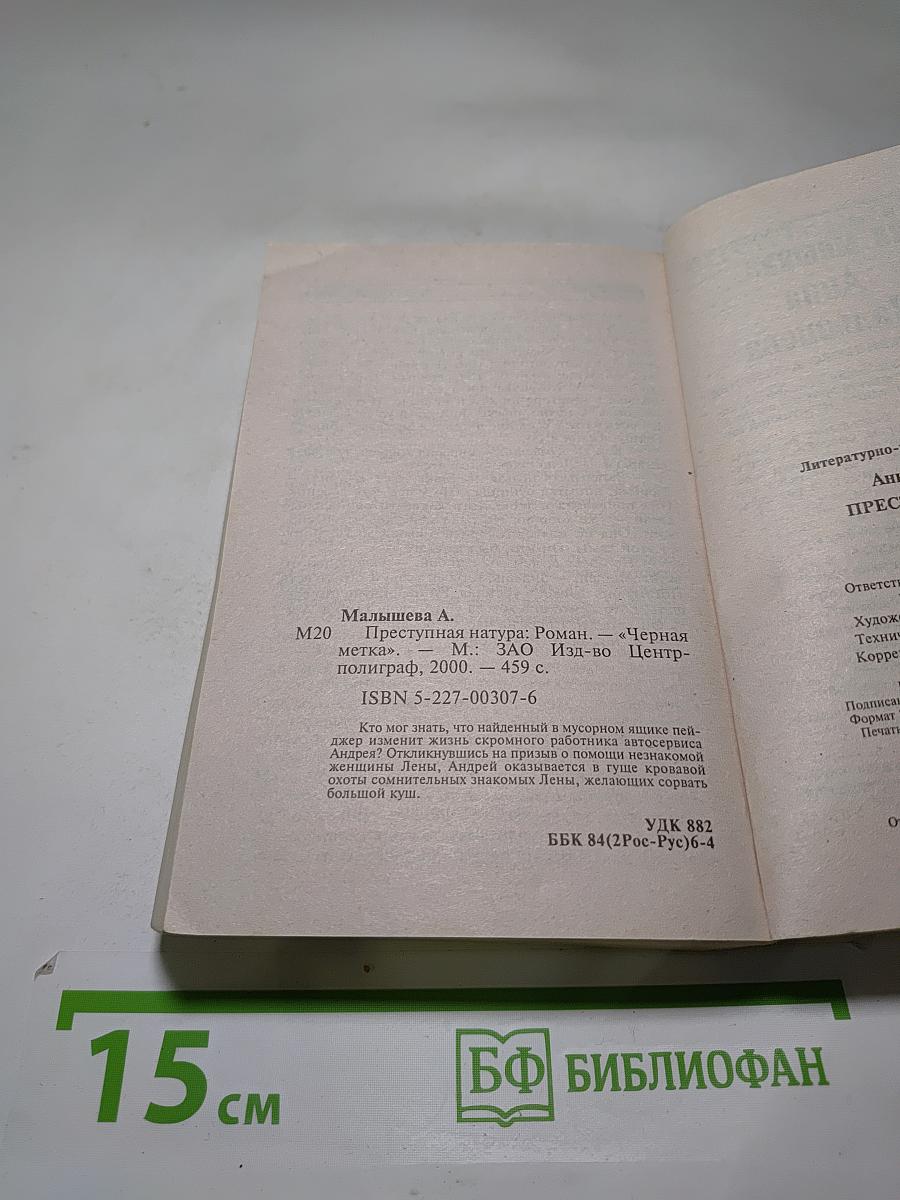 Малышева А.
М20 Преступная натура: Роман. — «Черная
метка». — М.: ЗАО Изд-во Центр-
полиграф, 2000. — 459 с.
ISBN 5-227-00307-6
Кто мог знать, что найденный в мусорном ящике пей-
джер изменит жизнь скромного работника автосервиса
Андрея? Откликнувшись на призыв о помощи незнакомой
женщины Лены, Андрей оказывается в гуще кровавой
охоты сомнительных знакомых Лены, желающих сорвать
большой куш.
УДК 882
ББК 84(2Рос-Рус)6-4
Литературно-
Ан
ПРЕС
Ответст
Худож
Технич
Корре
Подписа
Формат
Печать
15 см
БФ БИБЛИОФАН